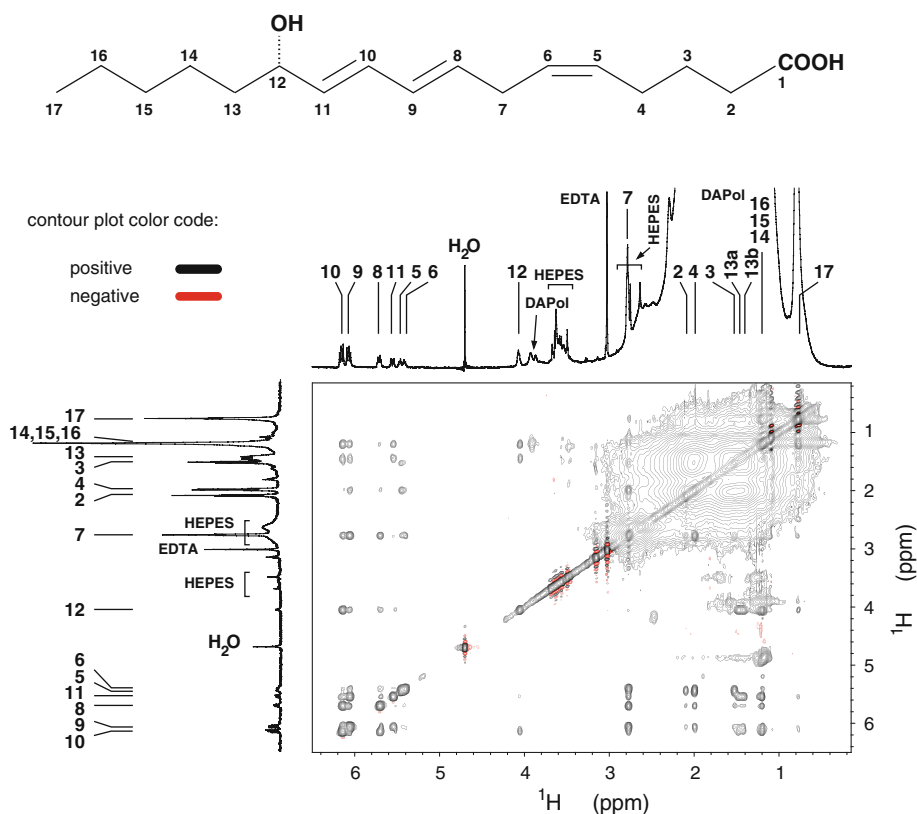 OH
16 14 10 8 6 5 3
COOH
12 1
17 15 13 11 9 7 4 2
contour plot color code:
positive
negative
EDTA 7 HEPES DAPol 16
15
14
H2O
10 9 8 11 5 6 12 HEPES 2 4 3 13a 13b 17
DAPol
17
14,15,16
13
3
4
2
HEPES
7
EDTA
HEPES
12
H2O
6
5
11
8
9
10
1
2
3
4
5
6
1H (ppm)
6 5 4 3 2 1
1H (ppm)